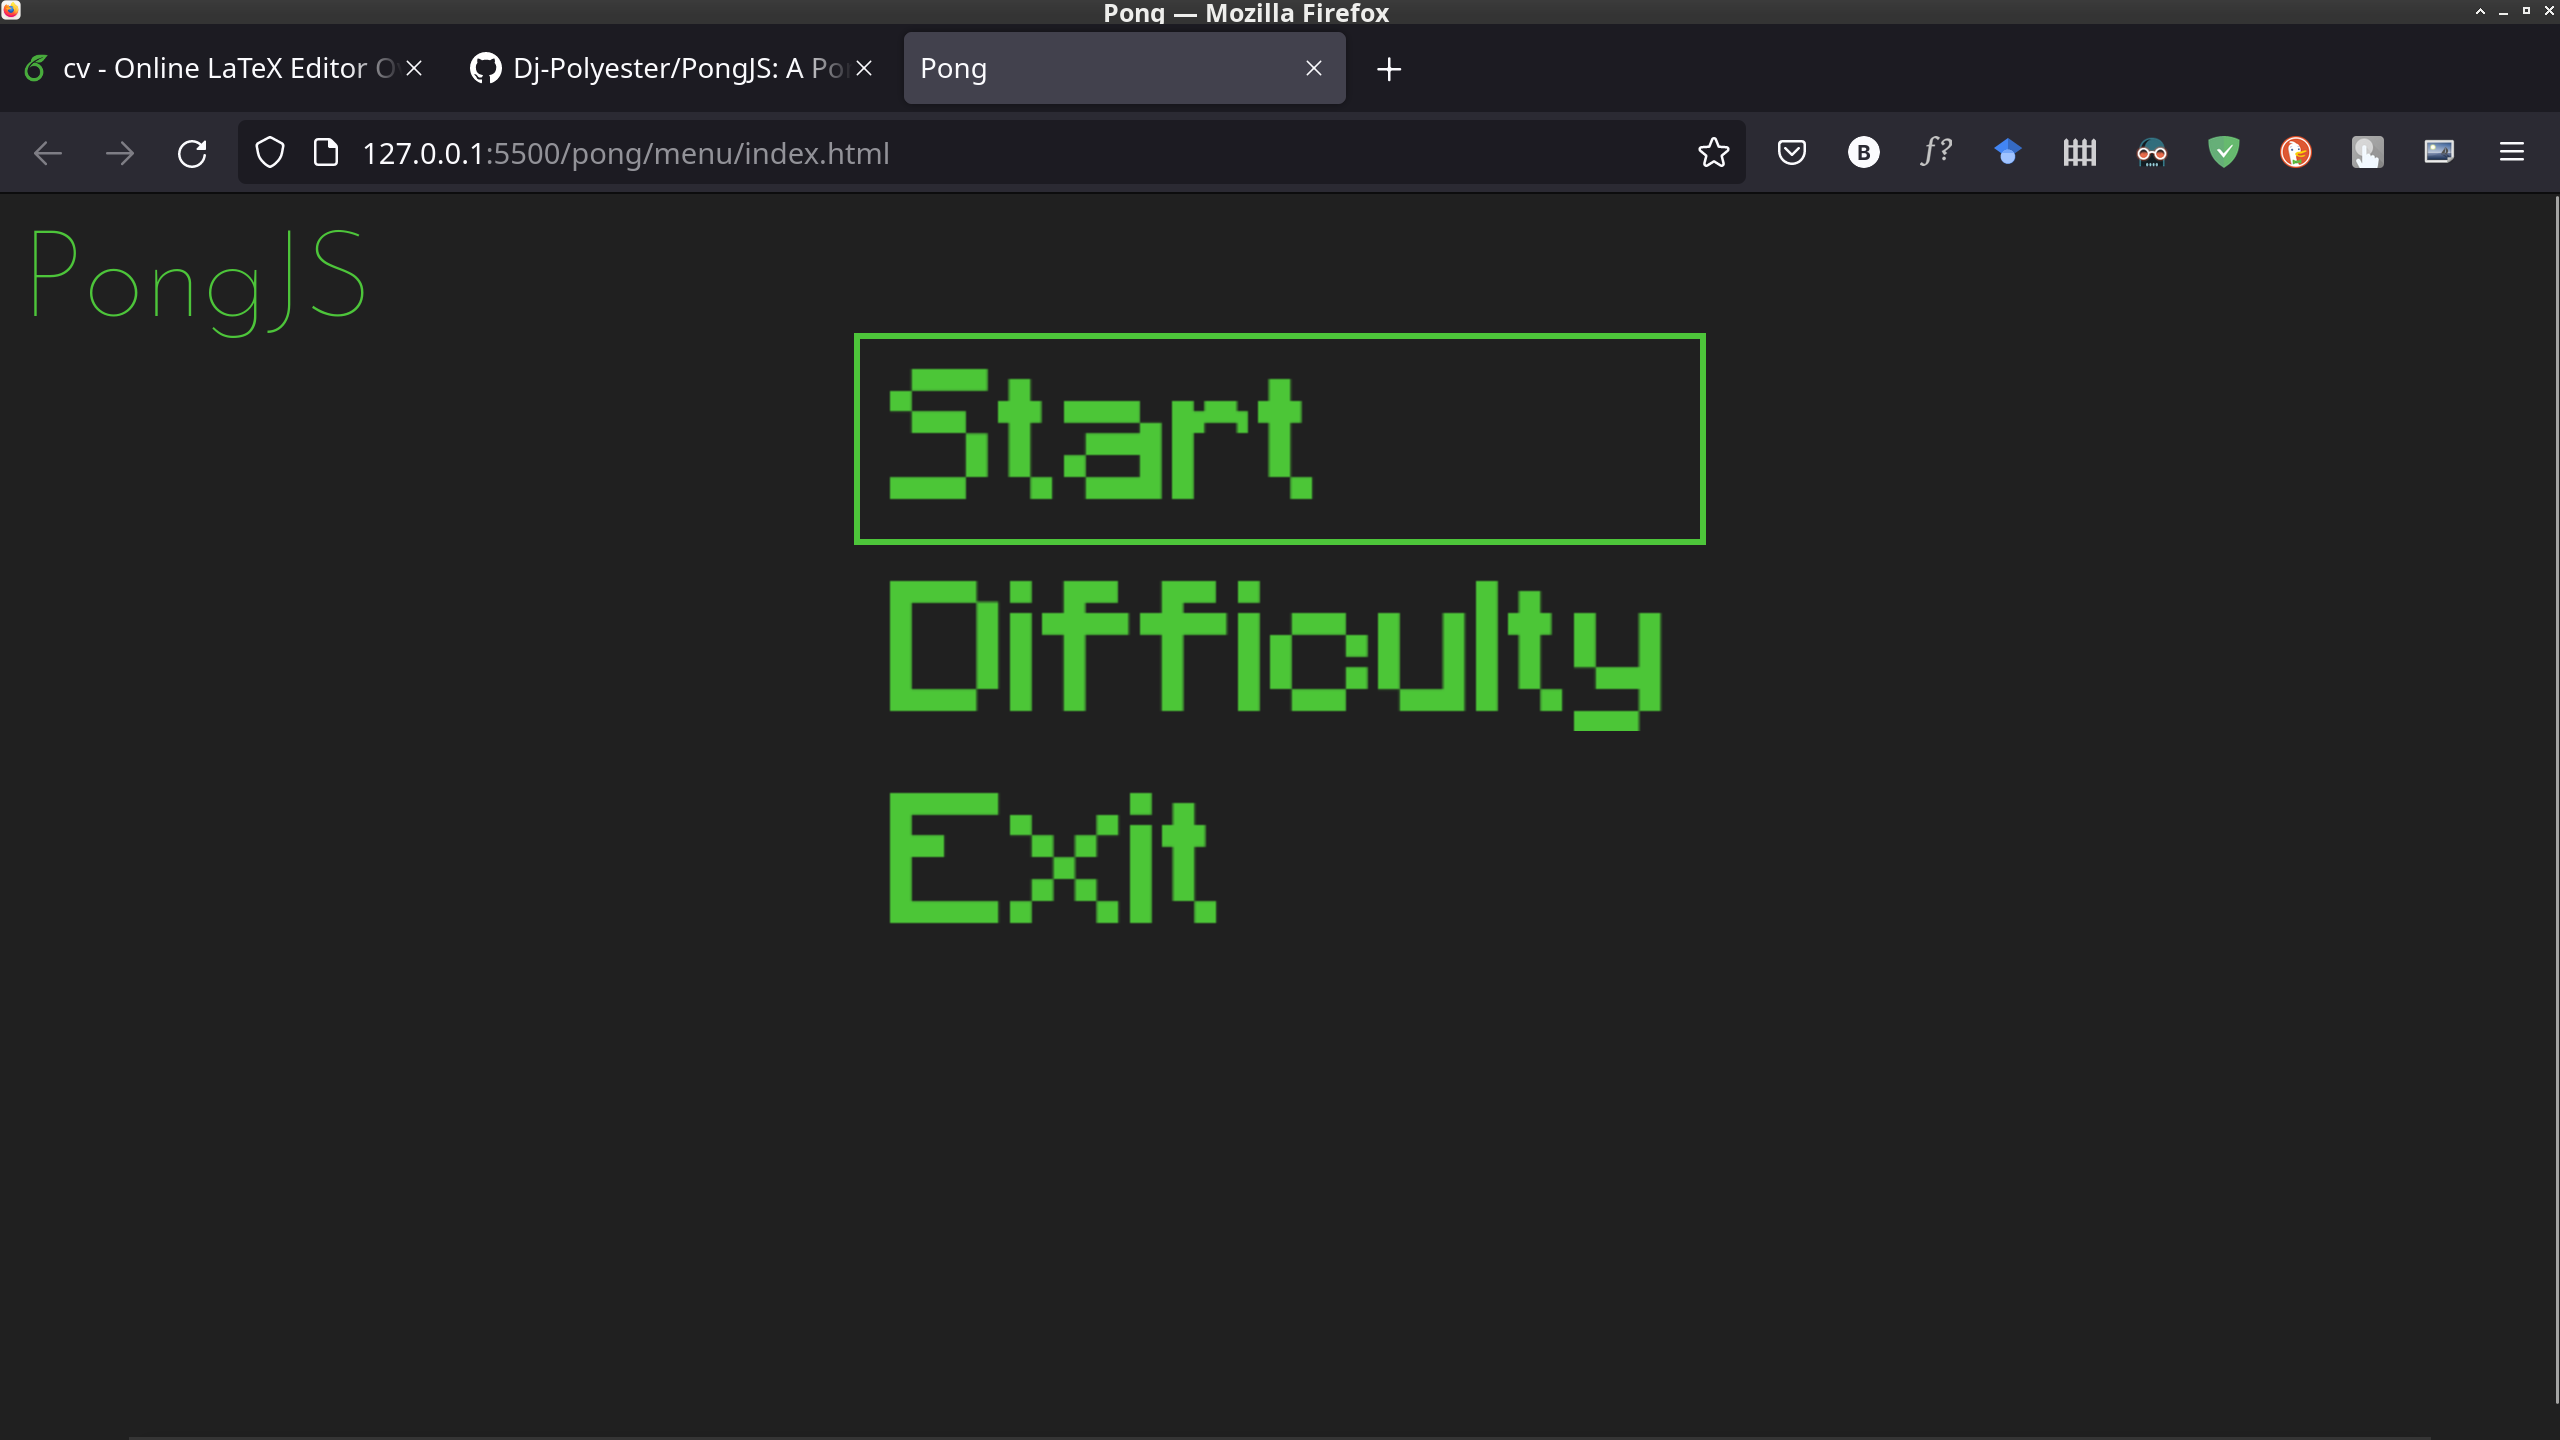 Pong — Mozilla Firefox
cv - Online LaTeX Editor O
Dj-Polyester/PongJS: A Por
Pong
127.0.0.1:5500/pong/menu/index.html
B
f?
PongJS
Start
Difficulty
Exit